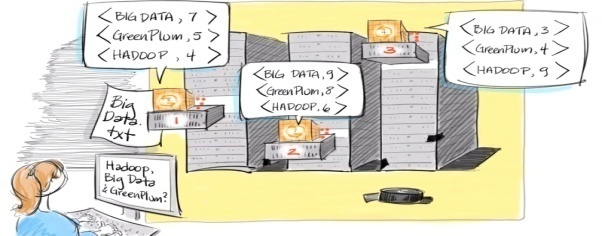 <BIG DATA, 7>
<GreenPlum, 5>
<HADOOP, 4>
<BIG DATA, 9>
<GreenPlum, 8>
<HADOOP, 6>
<BIG DATA, 3>
<GreenPlum, 4>
<HADOOP, 9>
Big
Data.
txt
1
2
3
Hadoop,
Big Data
& GreenPlum?